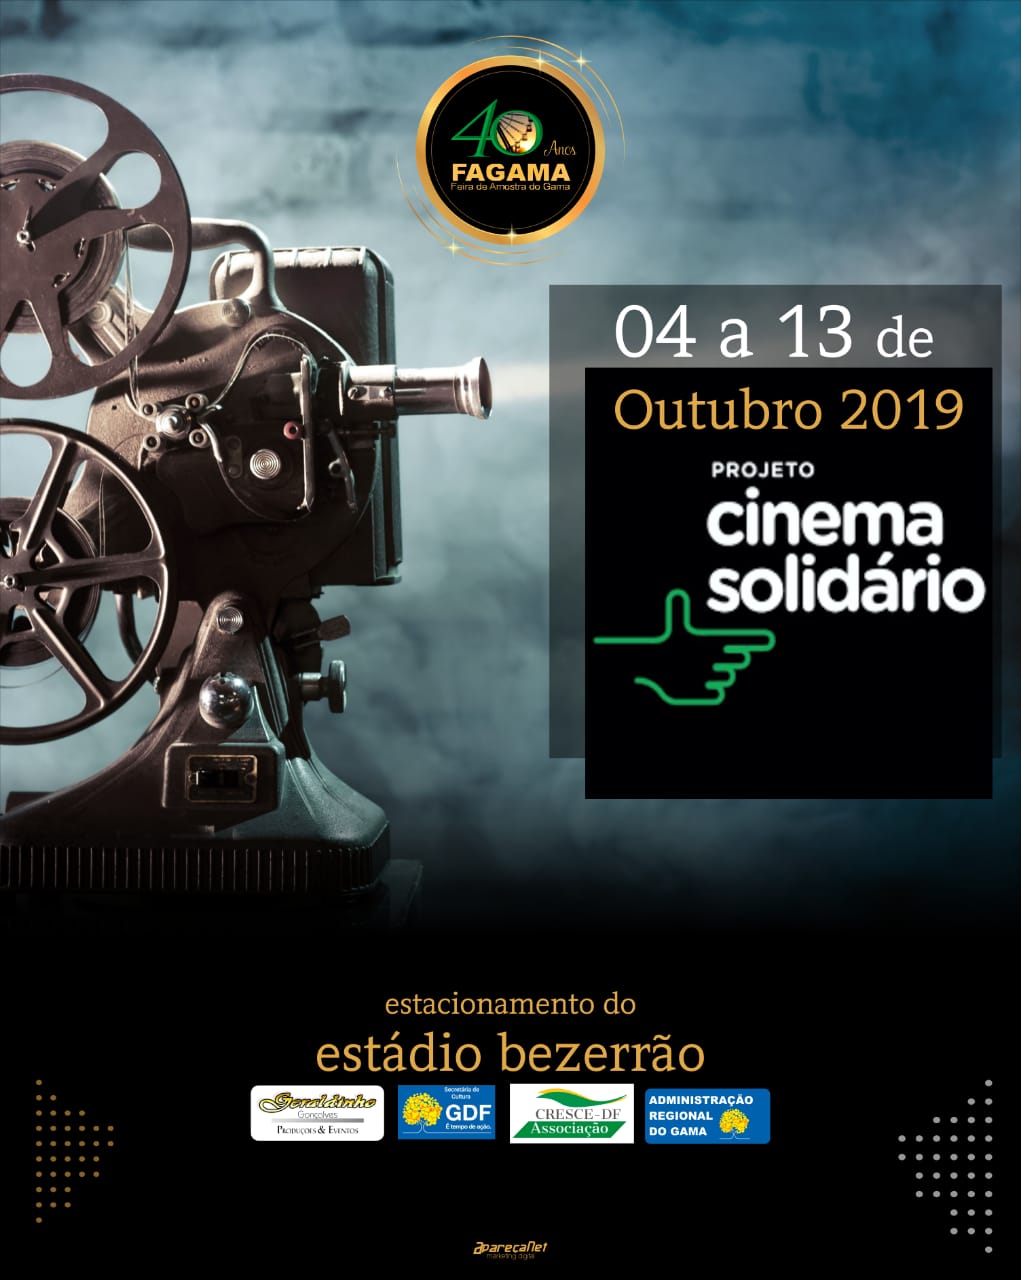 40 Anos
FAGAMA
Feira de Amostra do Gama
04 a 13 de
Outubro 2019
PROJETO
cinema
solidário
estacionamento do
estádio bezerrão
Geraldinho
Gonçalves
PRODUÇÕES & EVENTOS
Secretária de
Cultura
GDF
É tempo de ação.
CRESCE-DF
Associação
ADMINISTRAÇÃO
REGIONAL
DO GAMA
aparecaNet
marketing digital